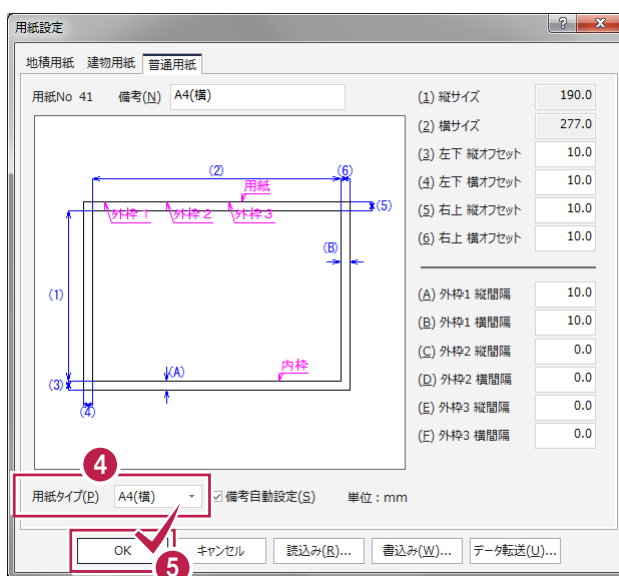 用紙設定
地積用紙 建物用紙 普通用紙
用紙No 41 備考(N) A4(横)
(1) 縦サイズ 190.0
(2) 横サイズ 277.0
(3) 左下 縦オフセット 10.0
(4) 左下 横オフセット 10.0
(5) 右上 縦オフセット 10.0
(6) 右上 横オフセット 10.0
(A) 外枠1 縦間隔 10.0
(B) 外枠1 横間隔 10.0
(C) 外枠2 縦間隔 0.0
(D) 外枠2 横間隔 0.0
(E) 外枠3 縦間隔 0.0
(F) 外枠3 横間隔 0.0
(2) (6)
用紙
(5)
外枠1 外枠2 外枠3
(B)
(1)
内枠
(A)
(3)
(4)
4
用紙タイプ(P) A4(横) 備考自動設定(S) 単位 : mm
OK キャンセル 読込み(R)... 書込み(W)... データ転送(U)...
5